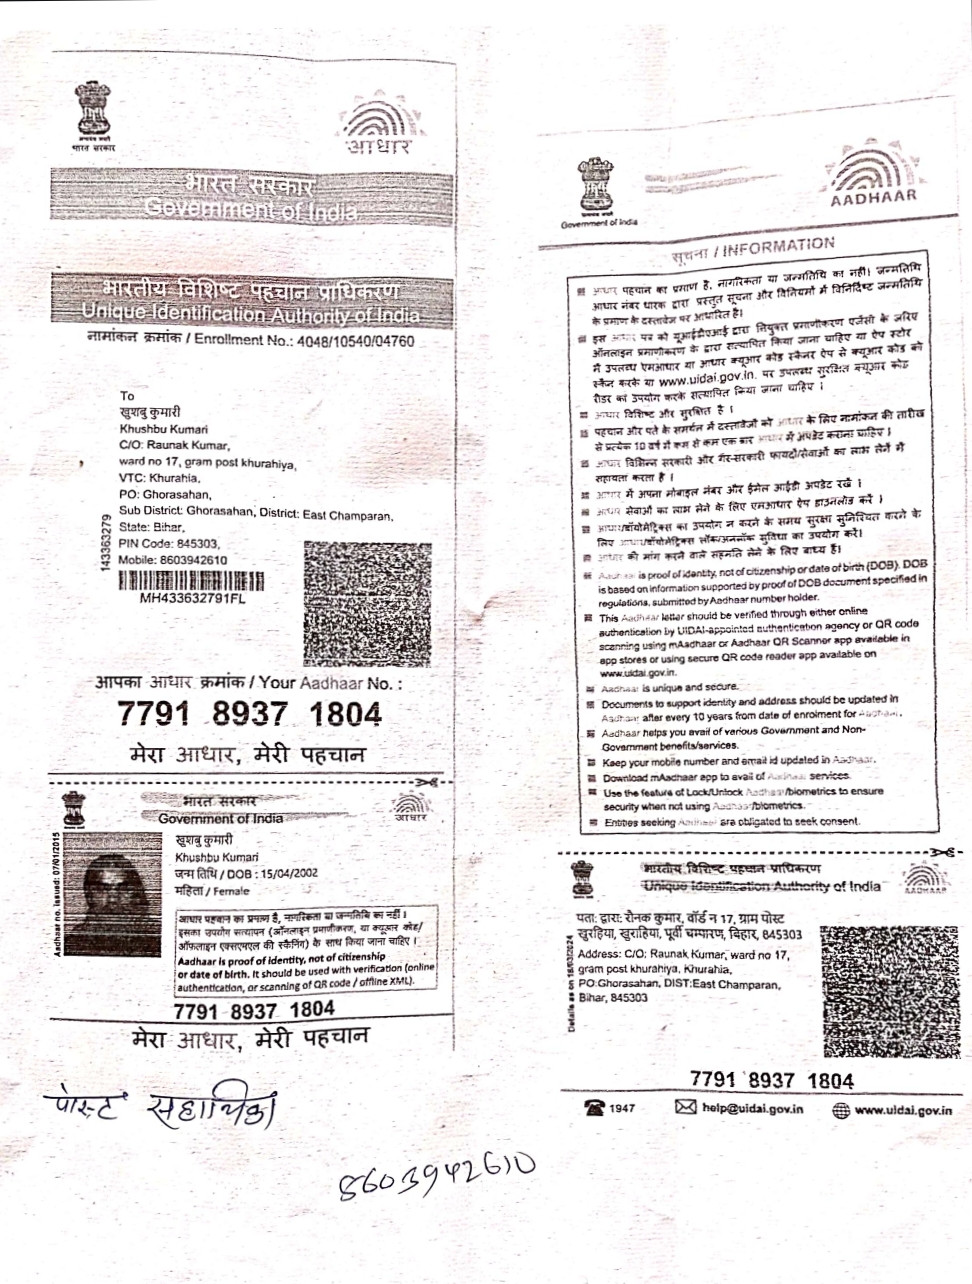 भारत सरकार
आधार
भारत सरकार
Government of India
भारतीय विशिष्ट पहचान प्राधिकरण
Unique Identification Authority of India
नामांकन क्रमांक / Enrollment No.: 4048/10540/04760
To
खुशबु कुमारी
Khushbu Kumari
C/O: Raunak Kumar,
ward no 17, gram post khurahiya,
VTC: Khurahia,
PO: Ghorasahan,
Sub District: Ghorasahan, District: East Champaran,
State: Bihar,
PIN Code: 845303,
Mobile: 8603942610
143363279
MH433632791FL
आपका आधार क्रमांक / Your Aadhaar No. :
7791 8937 1804
मेरा आधार, मेरी पहचान
भारत सरकार
Government of India
आधार
Aadhaar no. issued: 07/01/2015
खुशबु कुमारी
Khushbu Kumari
जन्म तिथि / DOB : 15/04/2002
महिला / Female
आधार पहचान का प्रमाण है, नागरिकता या जन्मतिथि का नहीं ।
इसका उपयोग सत्यापन (ऑनलाइन प्रमाणीकरण, या क्यूआर कोड/
ऑफलाइन एक्सएमएल की स्कैनिंग) के साथ किया जाना चाहिए ।
Aadhaar is proof of identity, not of citizenship
or date of birth. It should be used with verification (online
authentication, or scanning of QR code / offline XML).
7791 8937 1804
मेरा आधार, मेरी पहचान
पोस्ट सहायिका
8603942610
Government of India
AADHAAR
सूचना / INFORMATION
आधार पहचान का प्रमाण है, नागरिकता या जन्मतिथि का नहीं। जन्मतिथि
आधार नंबर धारक द्वारा प्रस्तुत सूचना और विनियमों में विनिर्दिष्ट जन्मतिथि
के प्रमाण के दस्तावेज पर आधारित है।
इस आधार पत्र को यूआईडीएआई द्वारा नियुक्त प्रमाणीकरण एजेंसी के जरिए
ऑनलाइन प्रमाणीकरण के द्वारा सत्यापित किया जाना चाहिए या ऐप स्टोर
में उपलब्ध एमआधार या आधार क्यूआर कोड स्कैनर ऐप से क्यूआर कोड को
स्कैन करके या www.uidai.gov.in. पर उपलब्ध सुरक्षित क्यूआर कोड
रीडर का उपयोग करके सत्यापित किया जाना चाहिए ।
आधार विशिष्ट और सुरक्षित है ।
पहचान और पते के समर्थन में दस्तावेजों को आधार के लिए नामांकन की तारीख
से प्रत्येक 10 वर्ष में कम से कम एक बार आधार में अपडेट कराना चाहिए ।
आधार विभिन्न सरकारी और गैर-सरकारी फायदों/सेवाओं का लाभ लेने में
सहायता करता है ।
आधार में अपना मोबाइल नंबर और ईमेल आईडी अपडेट रखें ।
आधार सेवाओं का लाभ लेने के लिए एमआधार ऐप डाउनलोड करें ।
आधार/बॉयोमेट्रिक्स का उपयोग न करने के समय सुरक्षा सुनिश्चित करने के
लिए आधार/बॉयोमेट्रिक्स लॉक/अनलॉक सुविधा का उपयोग करें।
आधार की मांग करने वाले सहमति लेने के लिए बाध्य हैं।
Aadhaar is proof of identity, not of citizenship or date of birth (DOB). DOB
is based on information supported by proof of DOB document specified in
regulations, submitted by Aadhaar number holder.
This Aadhaar letter should be verified through either online
authentication by UIDAI-appointed authentication agency or QR code
scanning using mAadhaar or Aadhaar QR Scanner app available in
app stores or using secure QR code reader app available on
www.uidai.gov.in.
Aadhaar is unique and secure.
Documents to support identity and address should be updated in
Aadhaar after every 10 years from date of enrolment for Aadhaar.
Aadhaar helps you avail of various Government and Non-
Government benefits/services.
Keep your mobile number and email id updated in Aadhaar.
Download mAadhaar app to avail of Aadhaar services.
Use the feature of Lock/Unlock Aadhaar/biometrics to ensure
security when not using Aadhaar/biometrics.
Entities seeking Aadhaar are obligated to seek consent.
भारतीय विशिष्ट पहचान प्राधिकरण
Unique Identification Authority of India
AADHAAR
Details as on 18/03/2024
पता: द्वारा: रौनक कुमार, वॉर्ड न 17, ग्राम पोस्ट
खुरहिया, खुराहिया, पूर्वी चम्पारण, बिहार, 845303
Address: C/O: Raunak Kumar, ward no 17,
gram post khurahiya, Khurahia,
PO:Ghorasahan, DIST:East Champaran,
Bihar, 845303
7791 8937 1804
1947
help@uidai.gov.in
www.uidai.gov.in